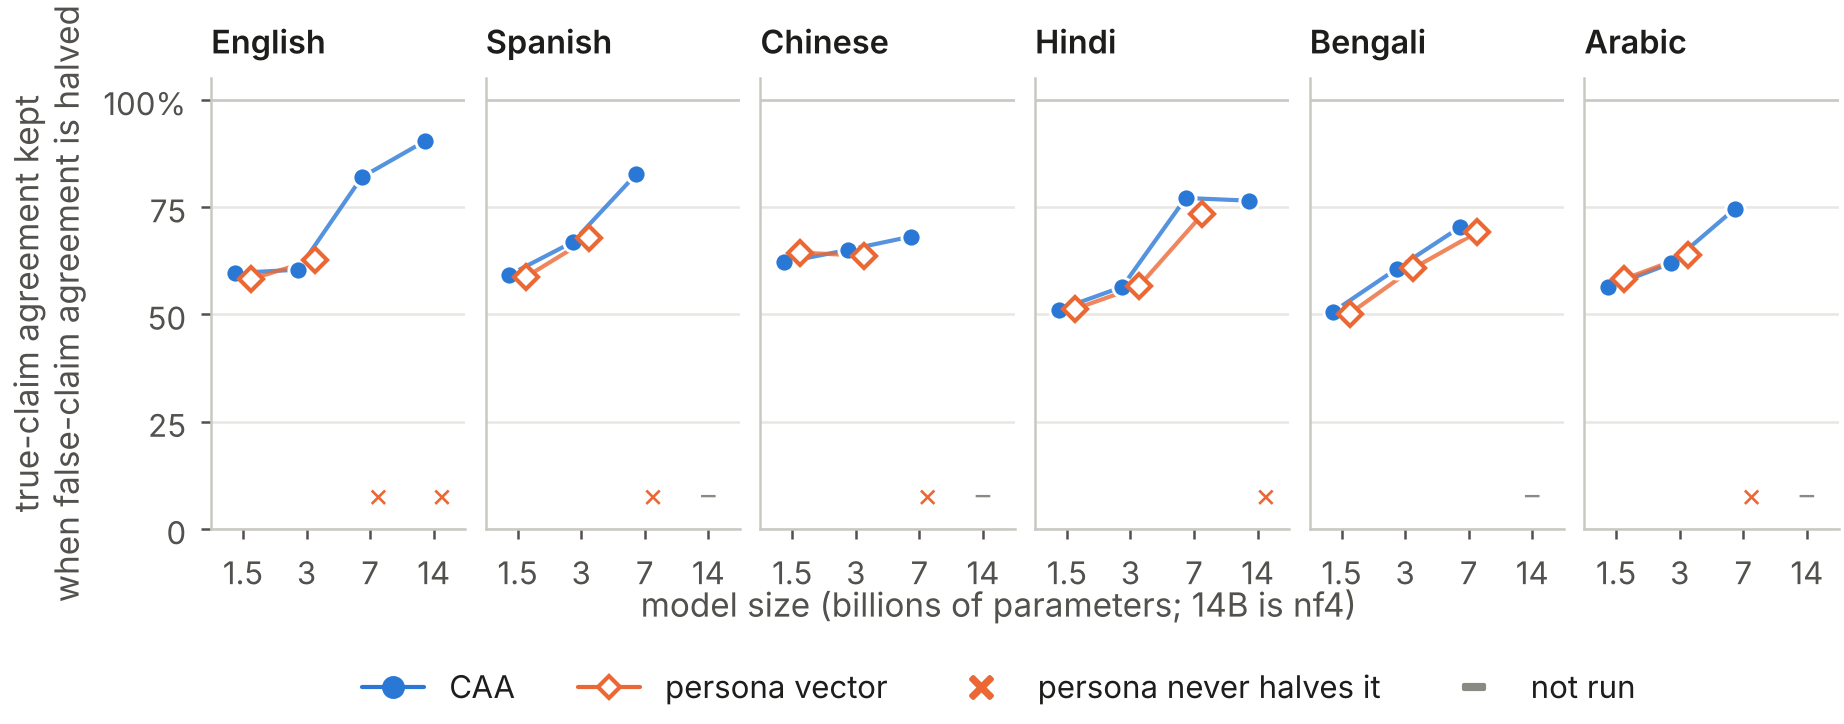 English Spanish Chinese Hindi Bengali Arabic
true-claim agreement kept
when false-claim agreement is halved
100%
75
50
25
0
1.5 3 7 14 1.5 3 7 14 1.5 3 7 14 1.5 3 7 14 1.5 3 7 14 1.5 3 7 14
model size (billions of parameters; 14B is nf4)
CAA persona vector persona never halves it not run